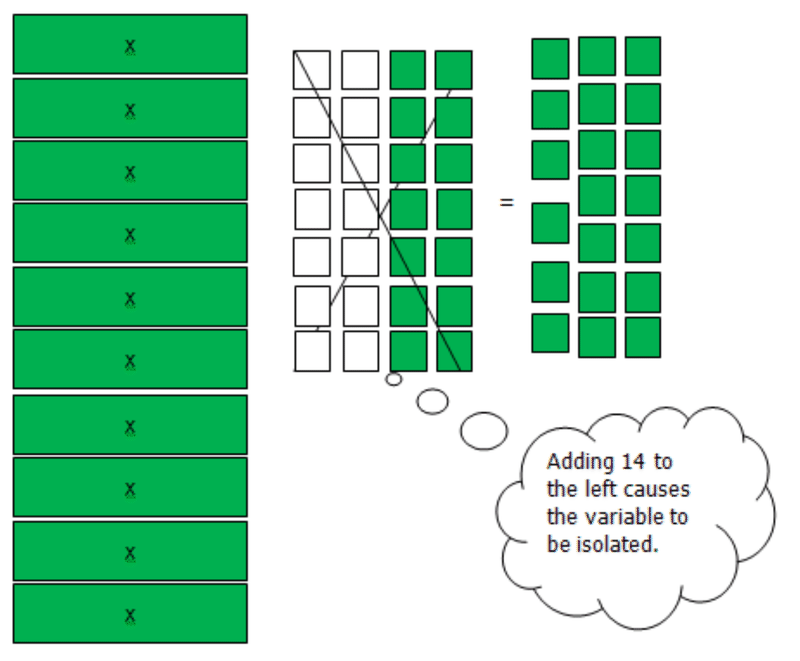 X
X
X
X
X
X
X
X
X
X
=
Adding 14 to
the left causes
the variable to
be isolated.